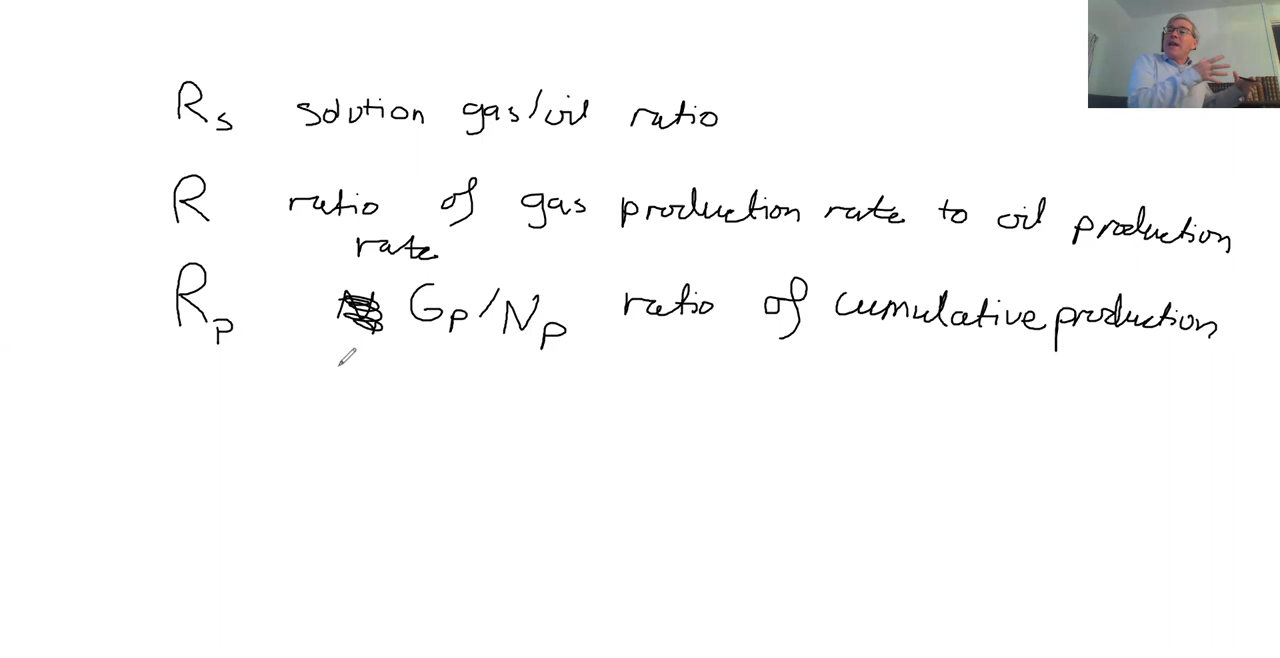 Rs solution gas/oil ratio
R ratio of gas production rate to oil production
rate
Rp Gp/Np ratio of cumulative production